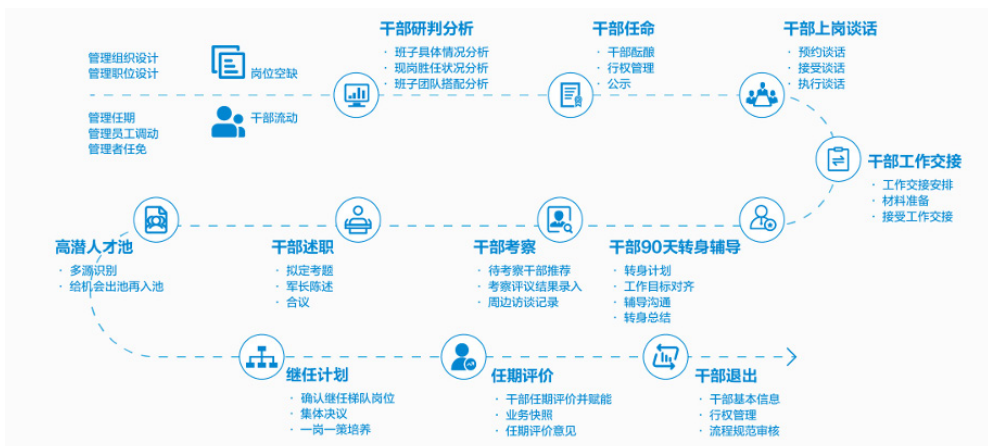 管理组织设计
管理职位设计
岗位空缺
管理任期
管理员工调动
管理者任免
干部流动
干部研判分析
· 班子具体情况分析
· 现岗胜任状况分析
· 班子团队搭配分析
干部任命
· 干部酝酿
· 行权管理
· 公示
干部上岗谈话
· 预约谈话
· 接受谈话
· 执行谈话
干部工作交接
· 工作交接安排
· 材料准备
· 接受工作交接
干部90天转身辅导
· 转身计划
· 工作目标对齐
· 辅导沟通
· 转身总结
干部考察
· 待考察干部推荐
· 考察评议结果录入
· 周边访谈记录
干部述职
· 拟定考题
· 军长陈述
· 合议
高潜人才池
· 多源识别
· 给机会出池再入池
继任计划
· 确认继任梯队岗位
· 集体决议
· 一岗一策培养
任期评价
· 干部任期评价并赋能
· 业务快照
· 任期评价意见
干部退出
· 干部基本信息
· 行权管理
· 流程规范审核